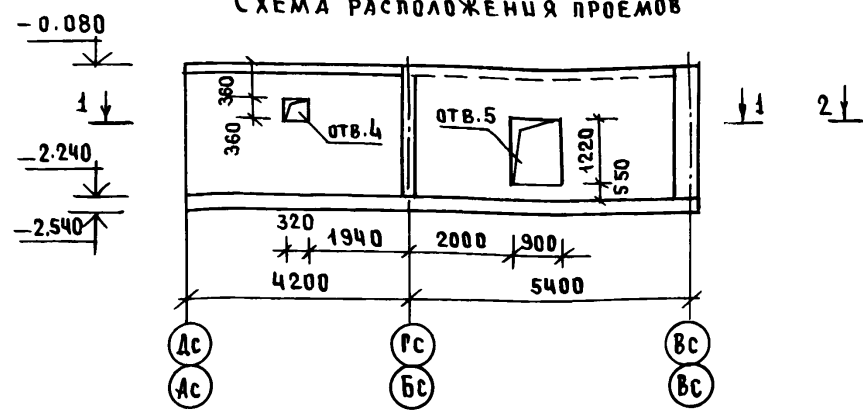 СХЕМА РАСПОЛОЖЕНИЯ ПРОЕМОВ
-0.080
360
360
1
ОТВ.4
ОТВ.5
1220
550
1
2
-2.240
-2.540
320
1940
2000
900
4200
5400
Дс
Гс
Вс
Ас
Бс
Вс